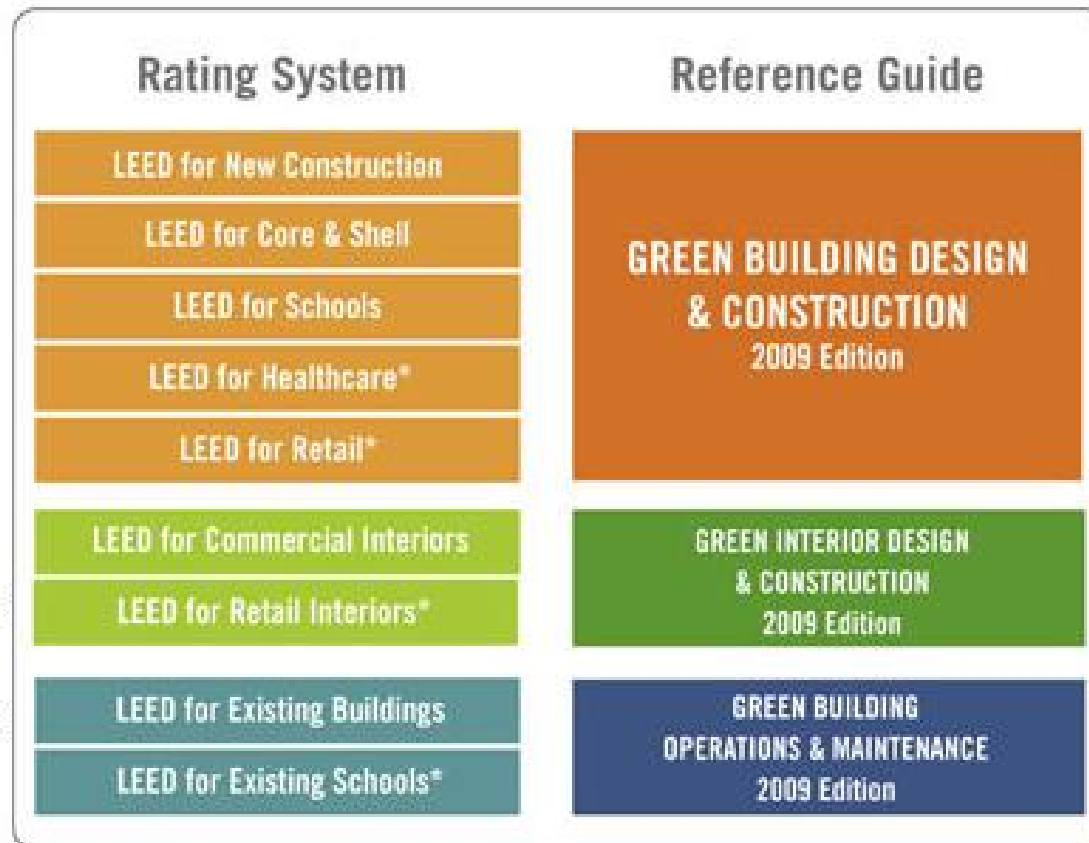 Rating System
LEED for New Construction
LEED for Core & Shell
LEED for Schools
LEED for Healthcare*
LEED for Retail*
LEED for Commercial Interiors
LEED for Retail Interiors*
LEED for Existing Buildings
LEED for Existing Schools*
Reference Guide
GREEN BUILDING DESIGN
& CONSTRUCTION
2009 Edition
GREEN INTERIOR DESIGN
& CONSTRUCTION
2009 Edition
GREEN BUILDING
OPERATIONS & MAINTENANCE
2009 Edition